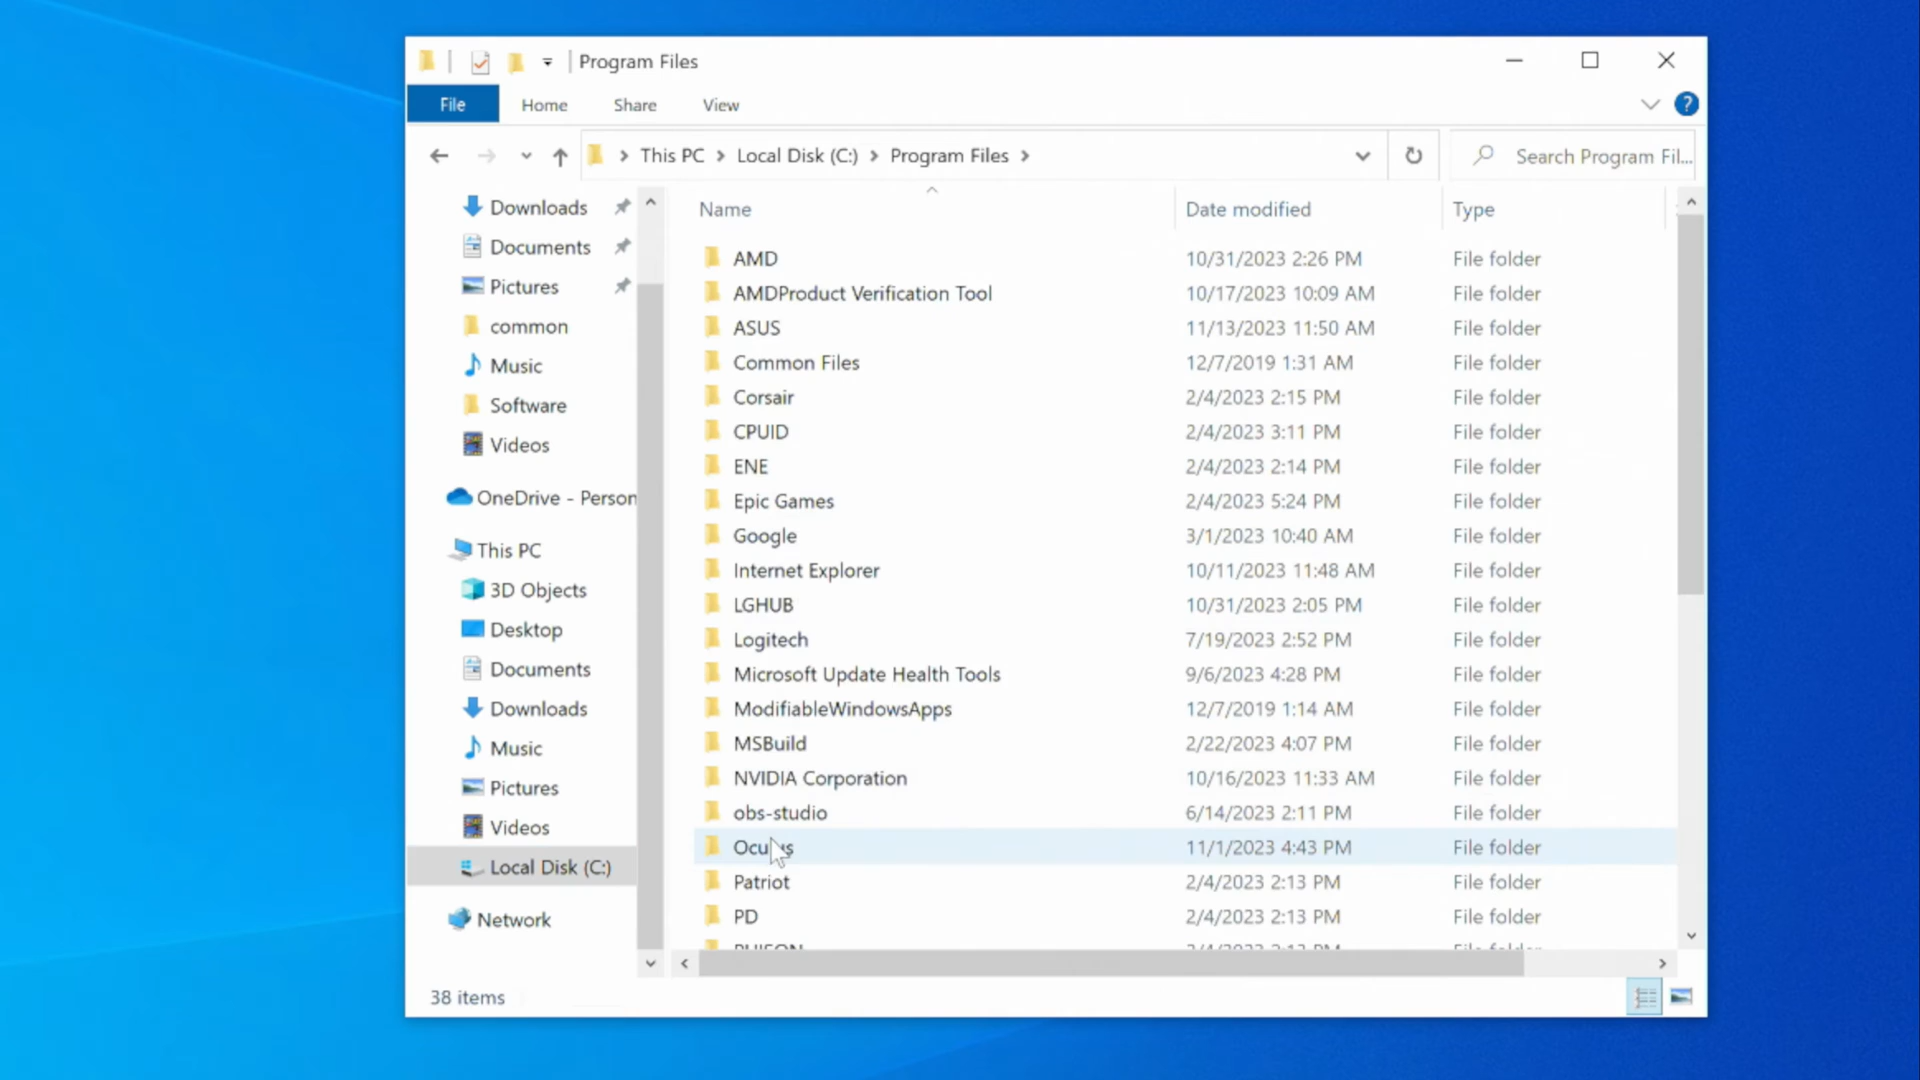 Program Files
File Home Share View
This PC Local Disk (C:) Program Files Search Program Fil...
Downloads
Documents
Pictures
common
Music
Software
Videos
OneDrive - Person
This PC
3D Objects
Desktop
Documents
Downloads
Music
Pictures
Videos
Local Disk (C:)
Network
Name Date modified Type
AMD 10/31/2023 2:26 PM File folder
AMDProduct Verification Tool 10/17/2023 10:09 AM File folder
ASUS 11/13/2023 11:50 AM File folder
Common Files 12/7/2019 1:31 AM File folder
Corsair 2/4/2023 2:15 PM File folder
CPUID 2/4/2023 3:11 PM File folder
ENE 2/4/2023 2:14 PM File folder
Epic Games 2/4/2023 5:24 PM File folder
Google 3/1/2023 10:40 AM File folder
Internet Explorer 10/11/2023 11:48 AM File folder
LGHUB 10/31/2023 2:05 PM File folder
Logitech 7/19/2023 2:52 PM File folder
Microsoft Update Health Tools 9/6/2023 4:28 PM File folder
ModifiableWindowsApps 12/7/2019 1:14 AM File folder
MSBuild 2/22/2023 4:07 PM File folder
NVIDIA Corporation 10/16/2023 11:33 AM File folder
obs-studio 6/14/2023 2:11 PM File folder
Oculus 11/1/2023 4:43 PM File folder
Patriot 2/4/2023 2:13 PM File folder
PD 2/4/2023 2:13 PM File folder
38 items